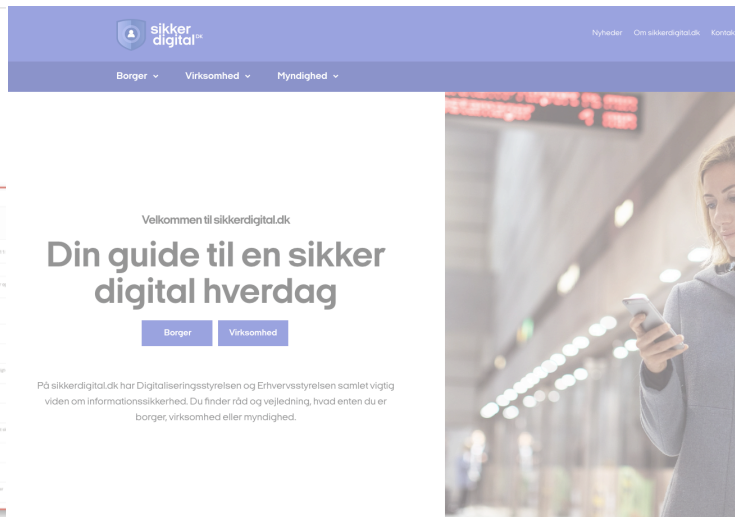 sikker
digital DK
Nyheder Om sikkerdigital.dk
Borger Virksomhed Myndighed
Velkommen til sikkerdigital.dk
Din guide til en sikker
digital hverdag
Borger Virksomhed
På sikkerdigital.dk har Digitaliseringsstyrelsen og Erhvervsstyrelsen samlet vigtig
viden om informationssikkerhed. Du finder råd og vejledning, hvad enten du er
borger, virksomhed eller myndighed.